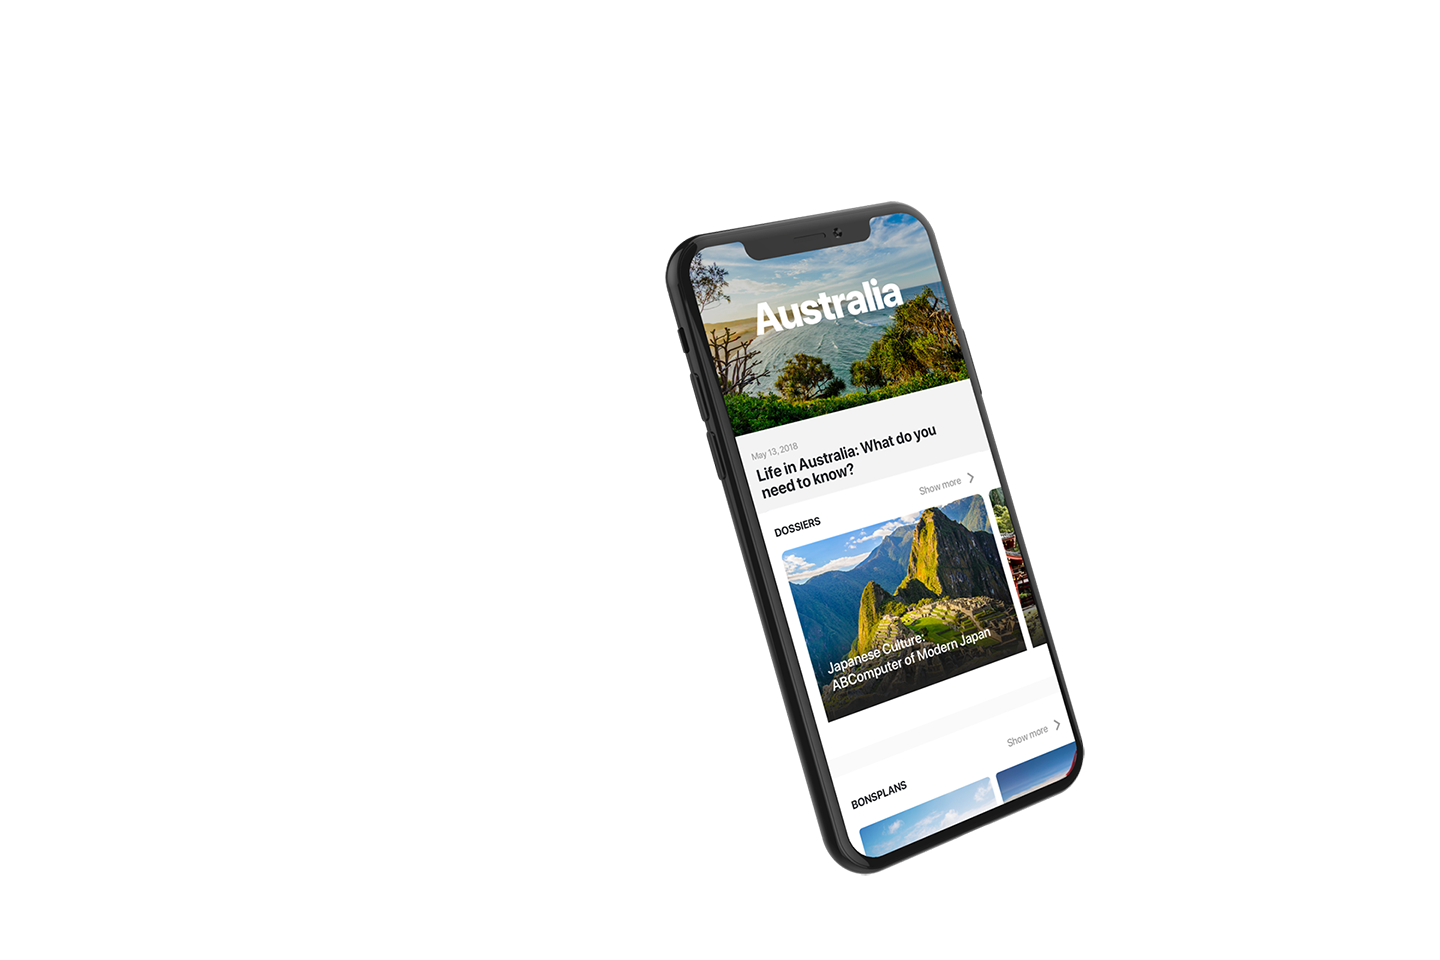 Australia
May 13, 2018
Life in Australia: What do you
need to know?
Show more
DOSSIERS
Japanese Culture:
ABComputer of Modern Japan
Show more
BONSPLANS